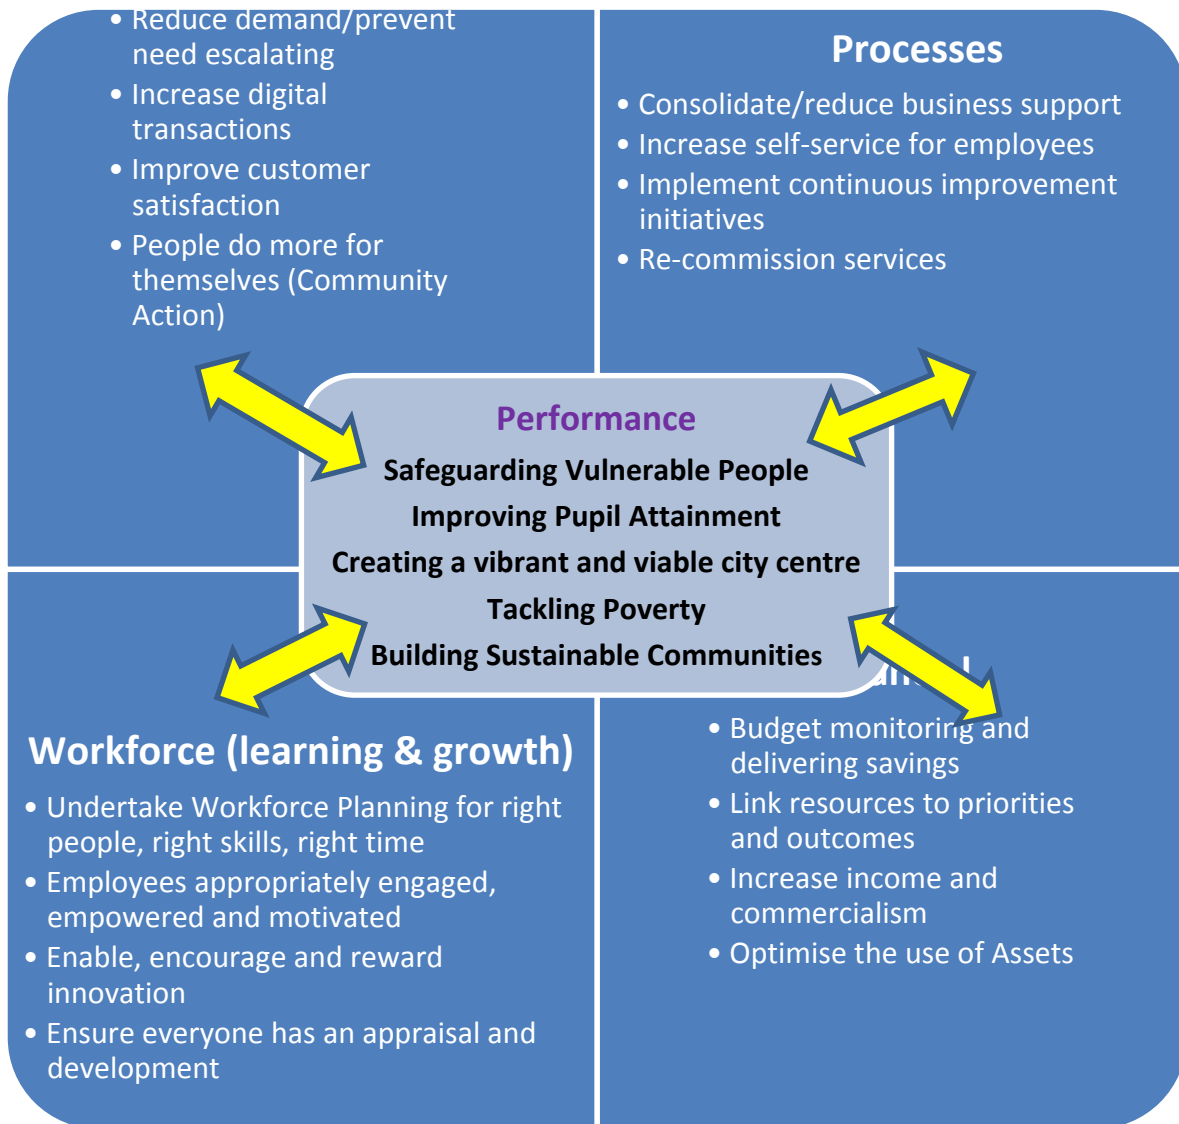 • Reduce demand/prevent
need escalating
• Increase digital
transactions
• Improve customer
satisfaction
• People do more for
themselves (Community
Action)
Processes
• Consolidate/reduce business support
• Increase self-service for employees
• Implement continuous improvement
initiatives
• Re-commission services
Performance
Safeguarding Vulnerable People
Improving Pupil Attainment
Creating a vibrant and viable city centre
Tackling Poverty
Building Sustainable Communities
Workforce (learning & growth)
• Undertake Workforce Planning for right
people, right skills, right time
• Employees appropriately engaged,
empowered and motivated
• Enable, encourage and reward
innovation
• Ensure everyone has an appraisal and
development
• Budget monitoring and
delivering savings
• Link resources to priorities
and outcomes
• Increase income and
commercialism
• Optimise the use of Assets